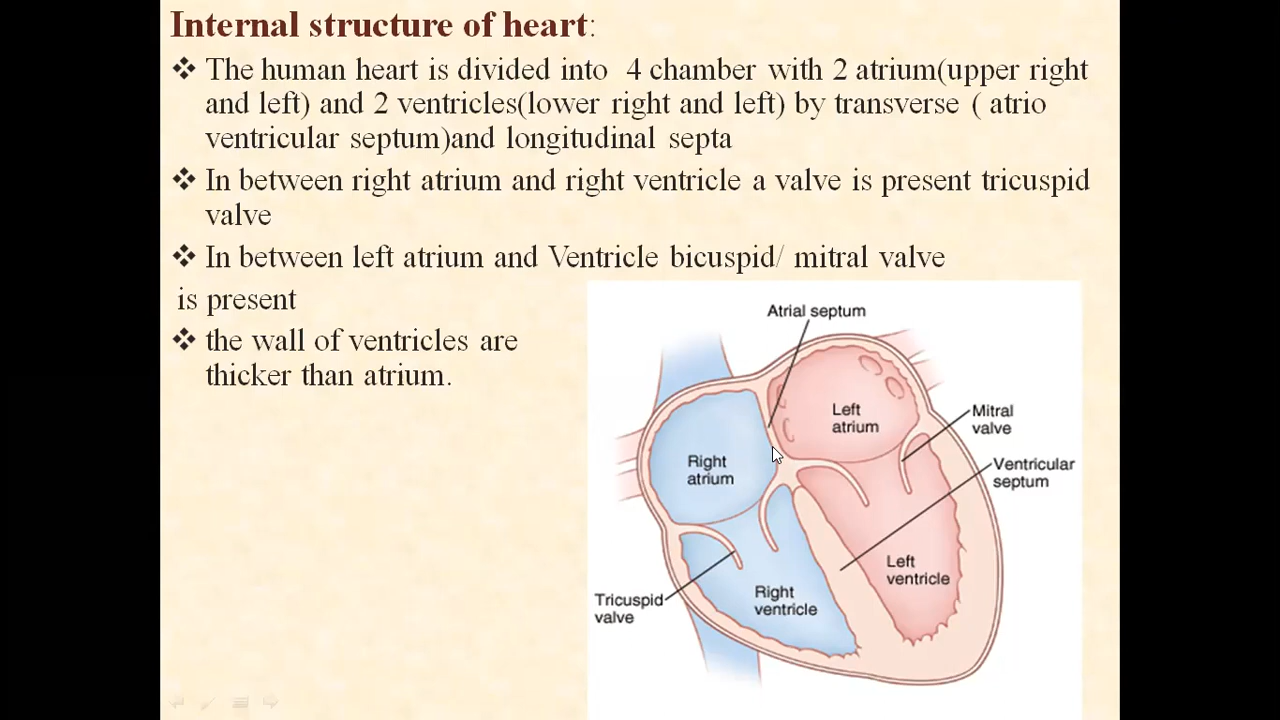 Internal structure of heart:
❖ The human heart is divided into 4 chamber with 2 atrium(upper right
and left) and 2 ventricles(lower right and left) by transverse ( atrio
ventricular septum)and longitudinal septa
❖ In between right atrium and right ventricle a valve is present tricuspid
valve
❖ In between left atrium and Ventricle bicuspid/ mitral valve
is present
❖ the wall of ventricles are
thicker than atrium.
Atrial septum
Left
atrium
Mitral
valve
Right
atrium
Ventricular
septum
Left
ventricle
Right
ventricle
Tricuspid
valve